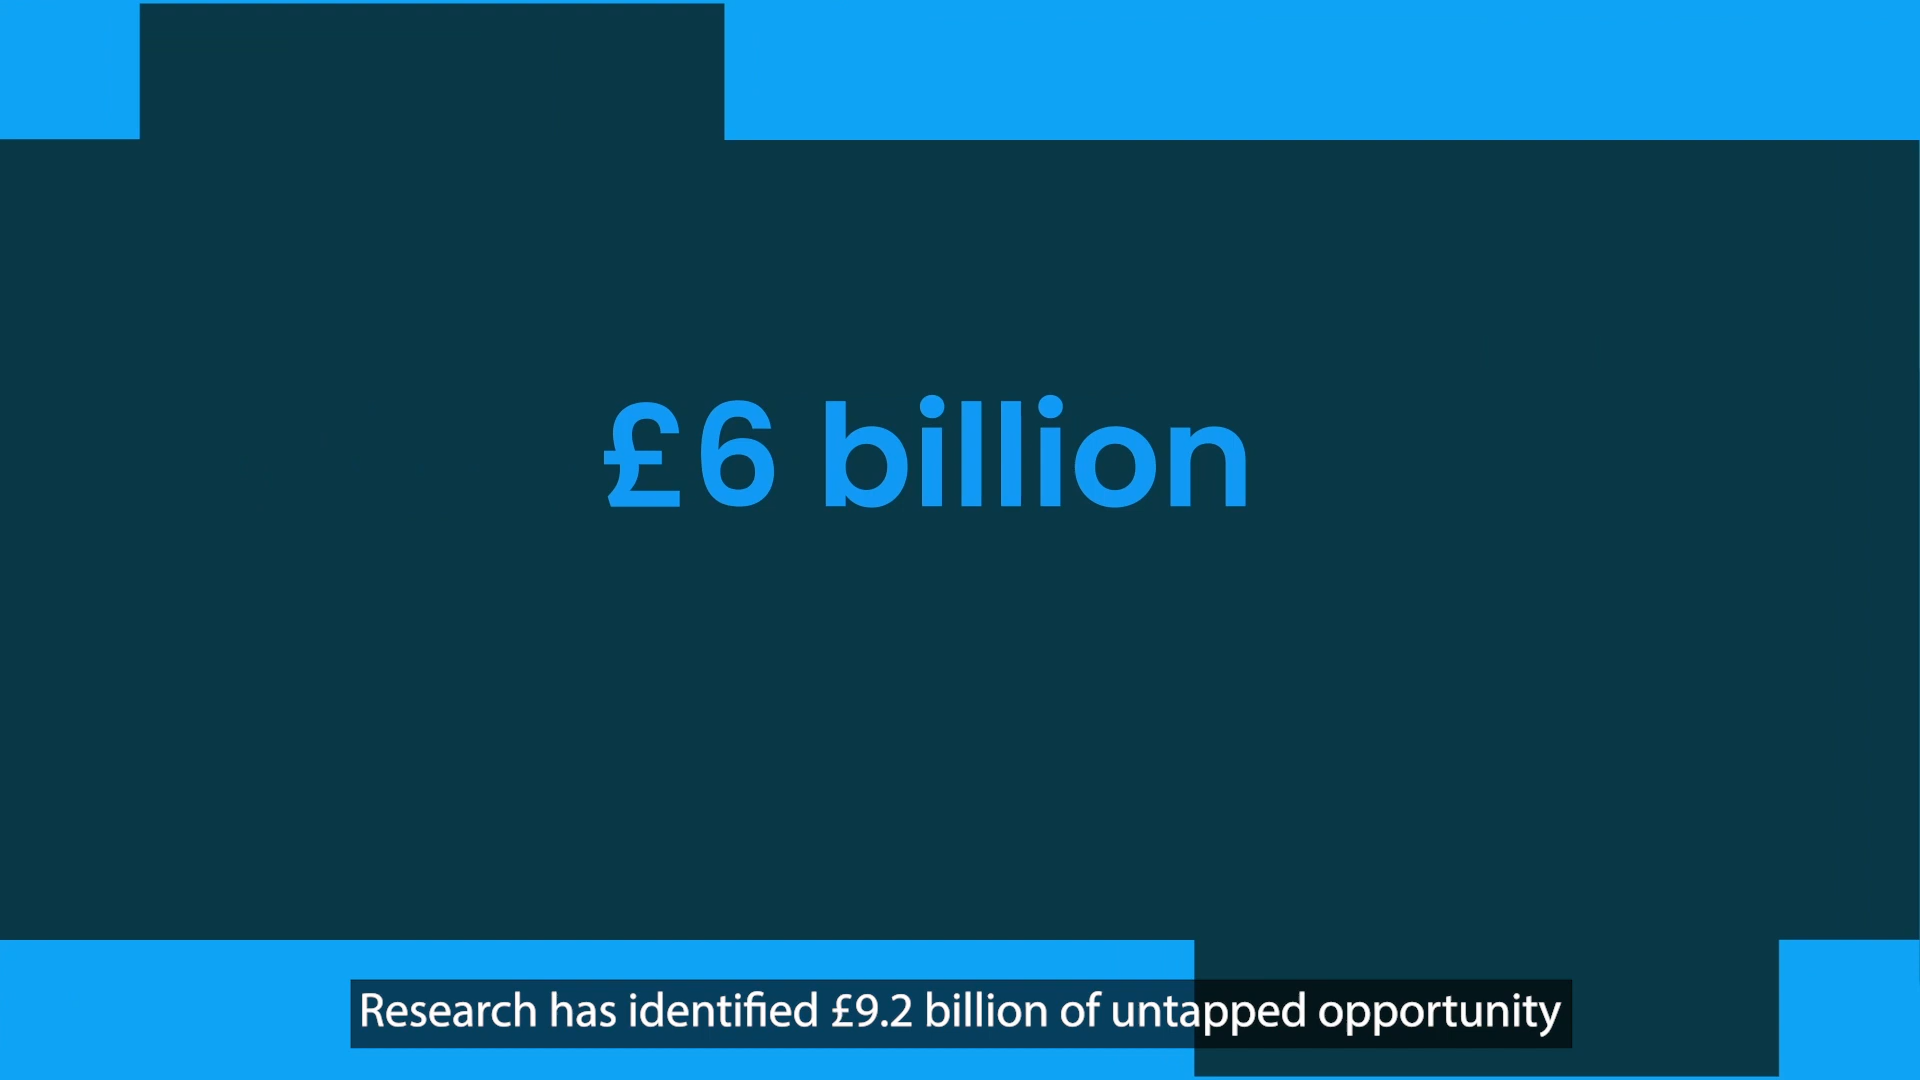 £6 billion
Research has identified £9.2 billion of untapped opportunity